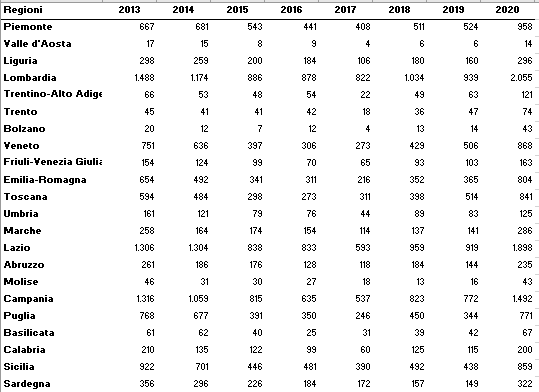 Regioni 2013 2014 2015 2016 2017 2018 2019 2020
Piemonte 667 681 543 441 408 511 524 958
Valle d'Aosta 17 15 8 9 4 6 6 14
Liguria 298 259 200 184 106 180 160 296
Lombardia 1.488 1.174 886 878 822 1.034 939 2.055
Trentino-Alto Adige 66 53 48 54 22 49 63 121
Trento 45 41 41 42 18 36 47 74
Bolzano 20 12 7 12 4 13 14 43
Veneto 751 636 397 306 273 429 506 868
Friuli-Venezia Giulia 154 124 99 70 65 93 103 163
Emilia-Romagna 654 492 341 311 216 352 365 804
Toscana 594 484 298 273 311 398 514 841
Umbria 161 121 79 76 44 89 83 125
Marche 258 164 174 154 114 137 141 286
Lazio 1.306 1.304 838 833 593 959 919 1.898
Abruzzo 261 186 176 128 118 184 144 235
Molise 46 31 30 27 18 13 16 43
Campania 1.316 1.059 815 635 537 823 772 1.492
Puglia 768 677 391 350 246 450 344 771
Basilicata 61 62 40 25 31 39 42 67
Calabria 210 135 122 99 60 125 115 200
Sicilia 922 701 446 481 390 492 438 859
Sardegna 356 296 226 184 172 157 149 322